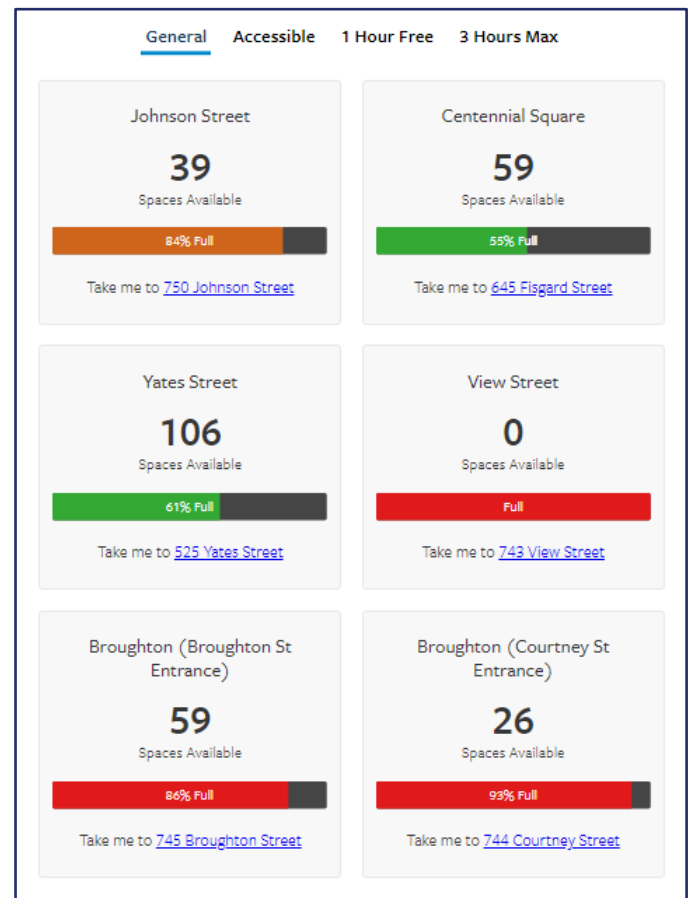 General Accessible 1 Hour Free 3 Hours Max
Johnson Street
39
Spaces Available
84% Full
Take me to 750 Johnson Street
Centennial Square
59
Spaces Available
55% Full
Take me to 645 Fisgard Street
Yates Street
106
Spaces Available
61% Full
Take me to 525 Yates Street
View Street
0
Spaces Available
Full
Take me to 743 View Street
Broughton (Broughton St
Entrance)
59
Spaces Available
86% Full
Take me to 745 Broughton Street
Broughton (Courtney St
Entrance)
26
Spaces Available
93% Full
Take me to 744 Courtney Street